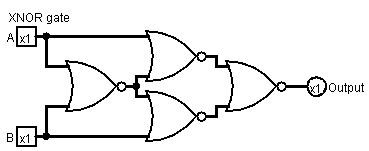 XNOR gate
A x1
B x1
x1 Output